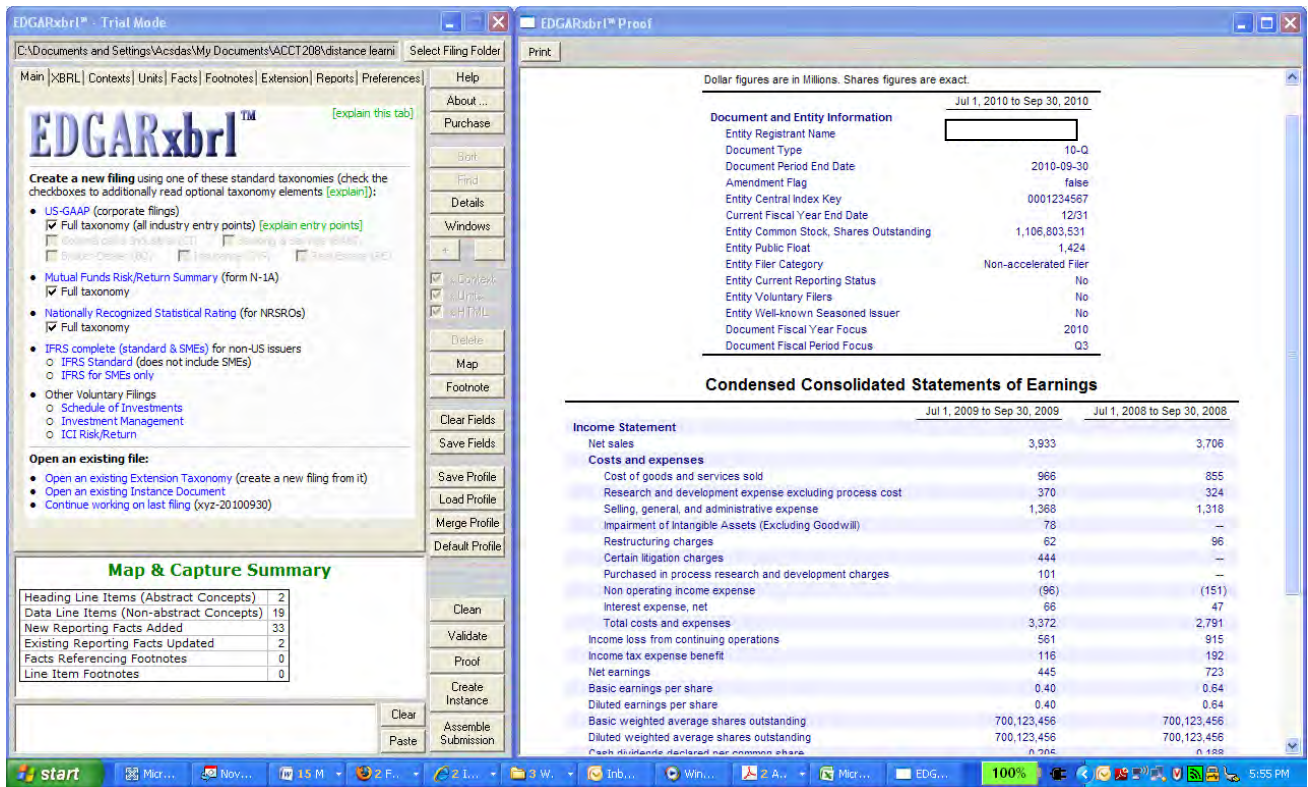 EDGARxbrl™ - Trial Mode
C:\Documents and Settings\Acsdas\My Documents\ACCT208\distance learni Select Filing Folder
Main XBRL Contexts Units Facts Footnotes Extension Reports Preferences
Help
About ...
Purchase
Sort
Find
Details
Windows
+
Delete
Map
Footnote
Clear Fields
Save Fields
Save Profile
Load Profile
Merge Profile
Default Profile
Clean
Validate
Proof
Create
Instance
Assemble
Submission
[explain this tab]
EDGARxbrl™
Create a new filing using one of these standard taxonomies (check the
checkboxes to additionally read optional taxonomy elements [explain]):
• US-GAAP (corporate filings)
Full taxonomy (all industry entry points) [explain entry points]
• Mutual Funds Risk/Return Summary (form N-1A)
Full taxonomy
• Nationally Recognized Statistical Rating (for NRSROs)
Full taxonomy
• IFRS complete (standard & SMEs) for non-US issuers
o IFRS Standard (does not include SMEs)
o IFRS for SMEs only
• Other Voluntary Filings
o Schedule of Investments
o Investment Management
o ICI Risk/Return
Open an existing file:
• Open an existing Extension Taxonomy (create a new filing from it)
• Open an existing Instance Document
• Continue working on last filing (xyz-20100930)
Map & Capture Summary
Heading Line Items (Abstract Concepts) 2
Data Line Items (Non-abstract Concepts) 19
New Reporting Facts Added 33
Existing Reporting Facts Updated 2
Facts Referencing Footnotes 0
Line Item Footnotes 0
Clear
Paste
EDGARxbrl™ Proof
Print
Dollar figures are in Millions. Shares figures are exact.
Jul 1, 2010 to Sep 30, 2010
Document and Entity Information
Entity Registrant Name
Document Type 10-Q
Document Period End Date 2010-09-30
Amendment Flag false
Entity Central Index Key 0001234567
Current Fiscal Year End Date 12/31
Entity Common Stock, Shares Outstanding 1,106,803,531
Entity Public Float 1,424
Entity Filer Category Non-accelerated Filer
Entity Current Reporting Status No
Entity Voluntary Filers No
Entity Well-known Seasoned Issuer No
Document Fiscal Year Focus 2010
Document Fiscal Period Focus Q3
Condensed Consolidated Statements of Earnings
Jul 1, 2009 to Sep 30, 2009 Jul 1, 2008 to Sep 30, 2008
Income Statement
Net sales 3,933 3,706
Costs and expenses
Cost of goods and services sold 966 855
Research and development expense excluding process cost 370 324
Selling, general, and administrative expense 1,368 1,318
Impairment of Intangible Assets (Excluding Goodwill) 78 --
Restructuring charges 62 96
Certain litigation charges 444 --
Purchased in process research and development charges 101 --
Non operating income expense (96) (151)
Interest expense, net 66 47
Total costs and expenses 3,372 2,791
Income loss from continuing operations 561 915
Income tax expense benefit 116 192
Net earnings 445 723
Basic earnings per share 0.40 0.64
Diluted earnings per share 0.40 0.64
Basic weighted average shares outstanding 700,123,456 700,123,456
Diluted weighted average shares outstanding 700,123,456 700,123,456
Cash dividends declared per common share 0.205 0.188
start Micr... Nov... 15 M 2 F.. 2 I... 3 W. Inb... Win... 2 A.. Micr... EDG... 100% 5:55 PM